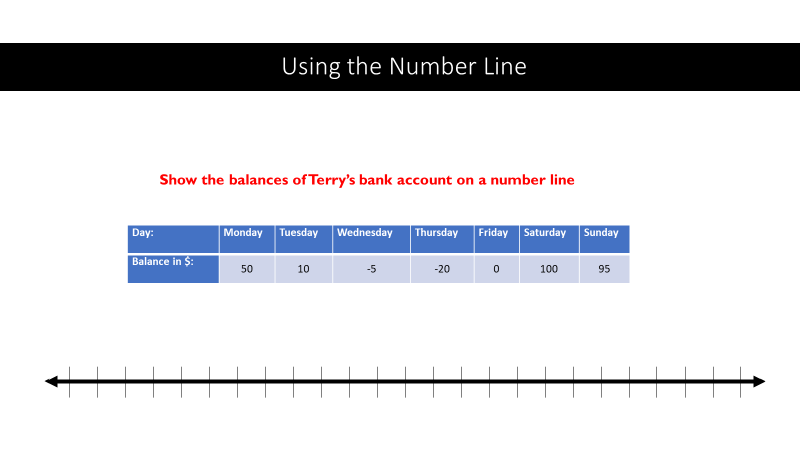 Using the Number Line
Show the balances of Terry's bank account on a number line
Day: Monday Tuesday Wednesday Thursday Friday Saturday Sunday
Balance in $: 50 10 -5 -20 0 100 95